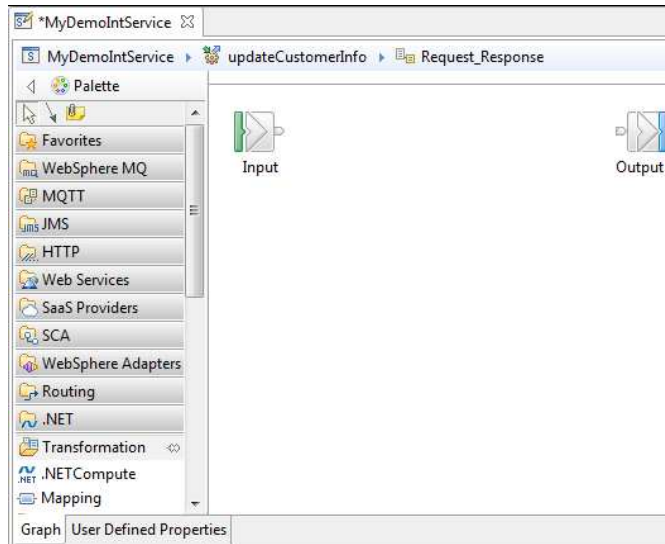 *MyDemoIntService
S MyDemoIntService updateCustomerInfo Request_Response
Palette
Favorites
WebSphere MQ
MQTT
JMS
HTTP
Web Services
SaaS Providers
SCA
WebSphere Adapters
Routing
.NET
Transformation
.NETCompute
Mapping
Input
Output
Graph User Defined Properties